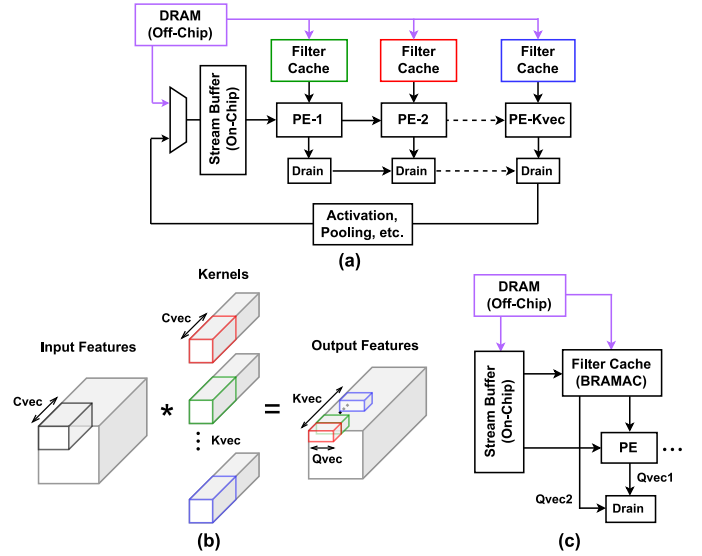 DRAM
(Off-Chip)
Filter
Cache
Filter
Cache
Filter
Cache
Stream Buffer
(On-Chip)
PE-1
PE-2
PE-Kvec
Drain
Drain
Drain
Activation,
Pooling, etc.
(a)
Kernels
Cvec
Input Features
Cvec
*
=
Kvec
Output Features
Kvec
Qvec
(b)
DRAM
(Off-Chip)
Stream Buffer
(On-Chip)
Filter Cache
(BRAMAC)
PE
Qvec1
Qvec2
Drain
(c)